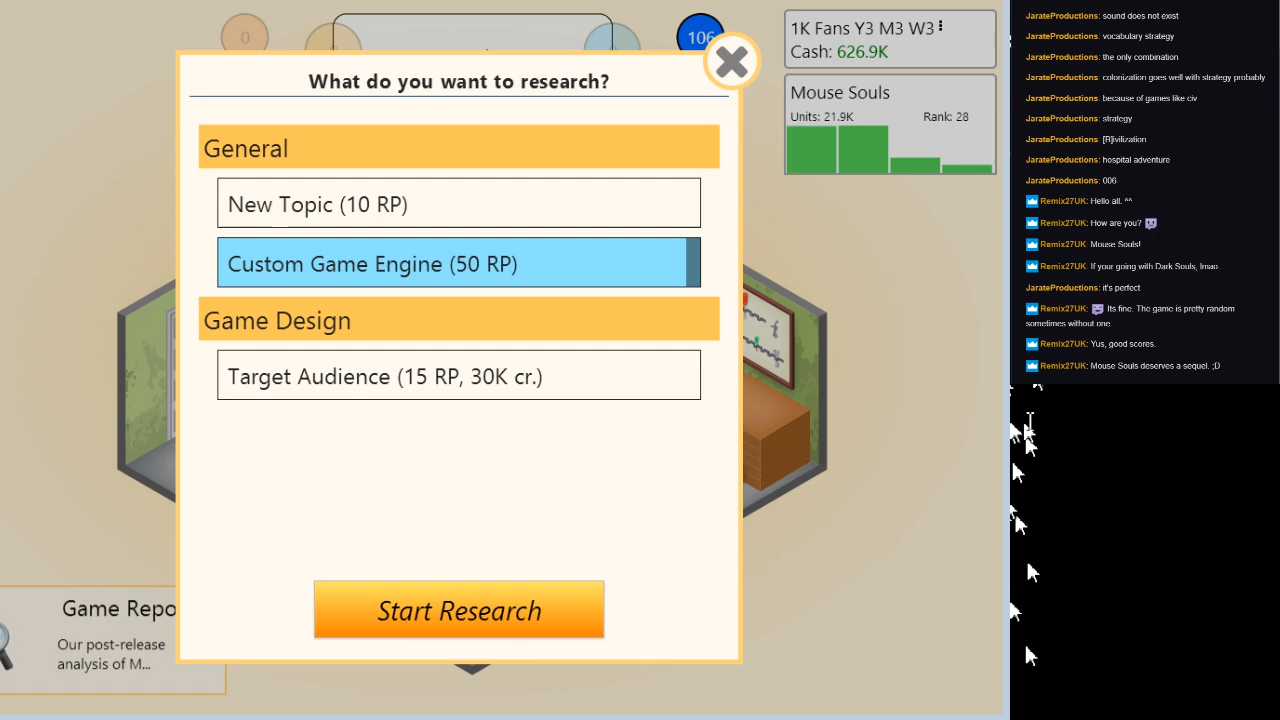 0
106
1K Fans Y3 M3 W3
Cash: 626.9K
Mouse Souls
Units: 21.9K Rank: 28
What do you want to research?
General
New Topic (10 RP)
Custom Game Engine (50 RP)
Game Design
Target Audience (15 RP, 30K cr.)
Start Research
Game Repo
Our post-release
analysis of M...
JarateProductions: sound does not exist
JarateProductions: vocabulary strategy
JarateProductions: the only combination
JarateProductions: colonization goes well with strategy probably
JarateProductions: because of games like civ
JarateProductions: strategy
JarateProductions: [B]ivilization
JarateProductions: hospital adventure
JarateProductions: 006
Remix27UK: Hello all. ^^
Remix27UK: How are you?
Remix27UK: Mouse Souls!
Remix27UK: If your going with Dark Souls, lmao.
JarateProductions: it's perfect
Remix27UK: Its fine. The game is pretty random
sometimes without one.
Remix27UK: Yus, good scores.
Remix27UK: Mouse Souls deserves a sequel. ;D